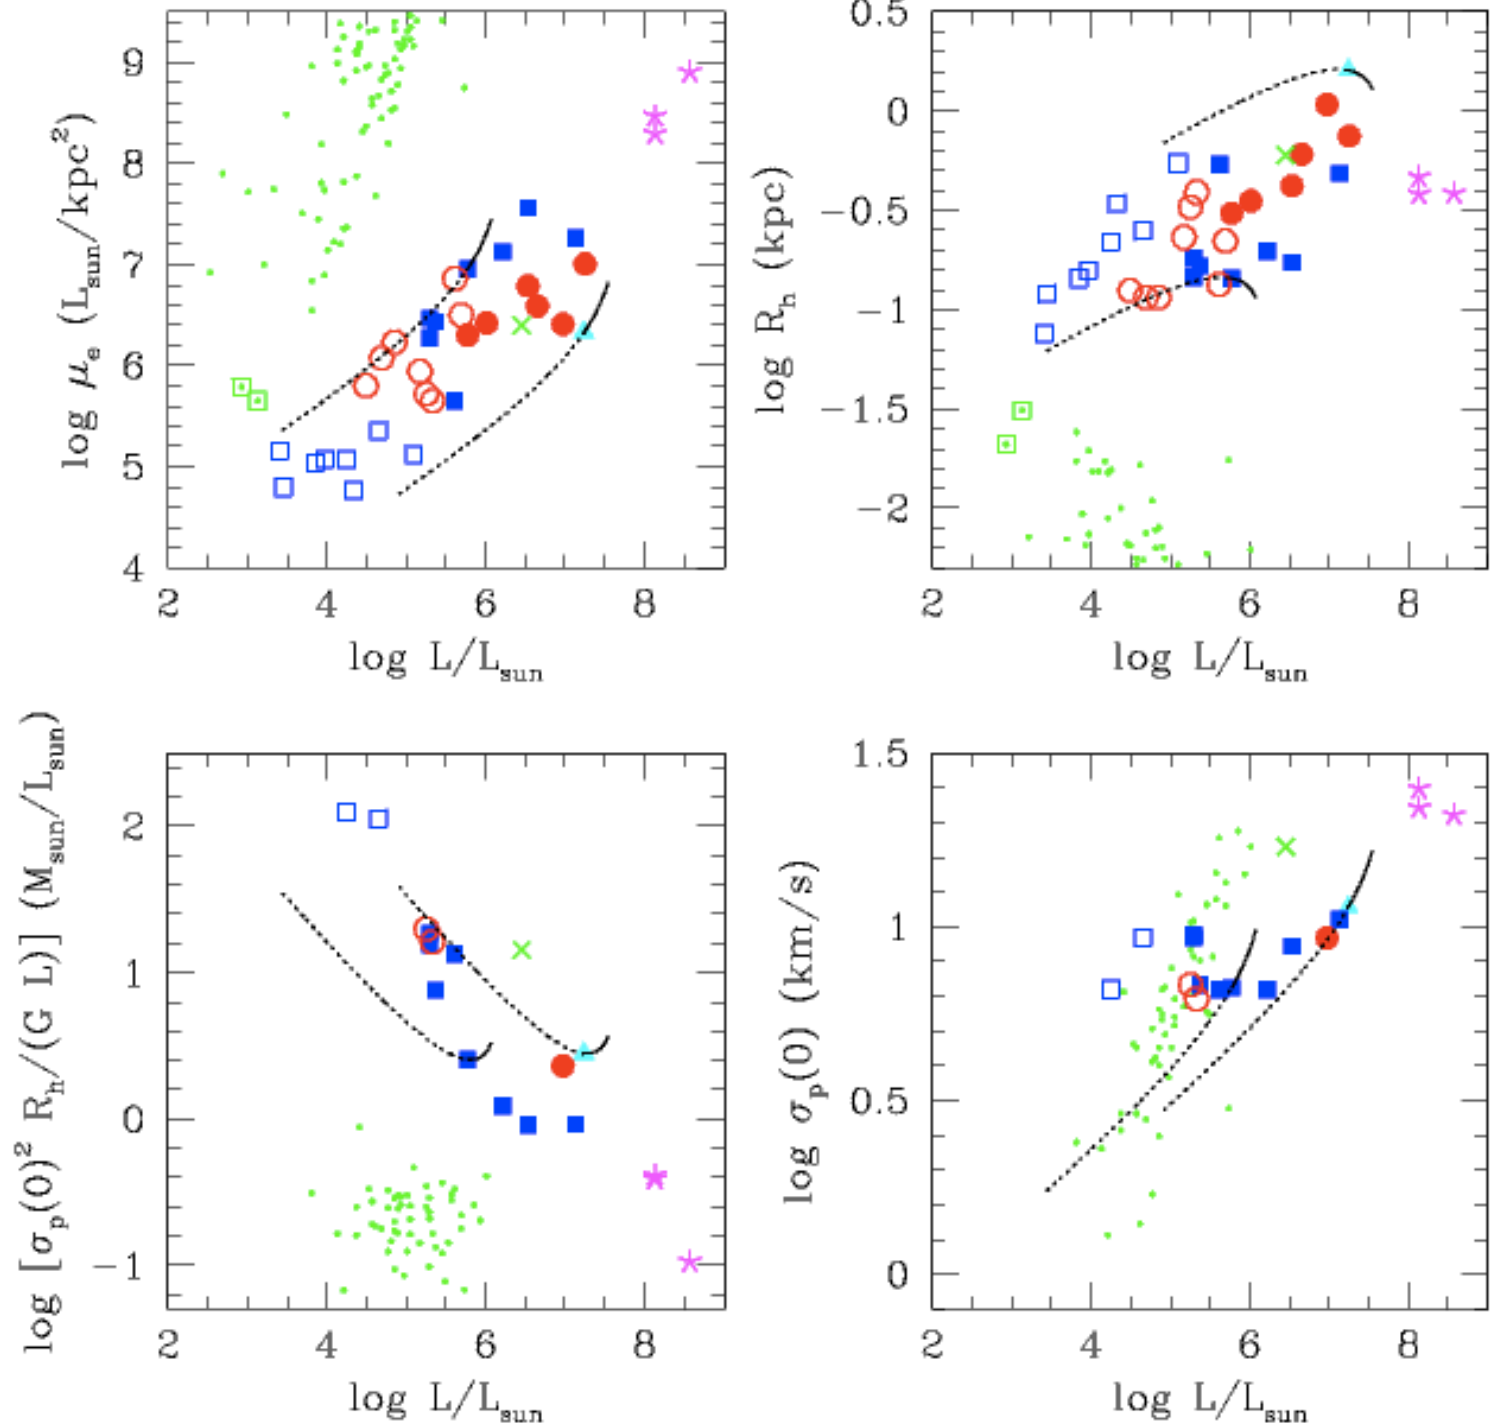 log μe (Lsun/kpc2)
9
8
7
6
5
4
2 4 6 8
log L/Lsun
log Rh (kpc)
0.5
0
−0.5
−1
−1.5
−2
2 4 6 8
log L/Lsun
log [σp(0)2 Rh/(G L)] (Msun/Lsun)
2
1
0
−1
2 4 6 8
log L/Lsun
log σp(0) (km/s)
1.5
1
0.5
0
2 4 6 8
log L/Lsun